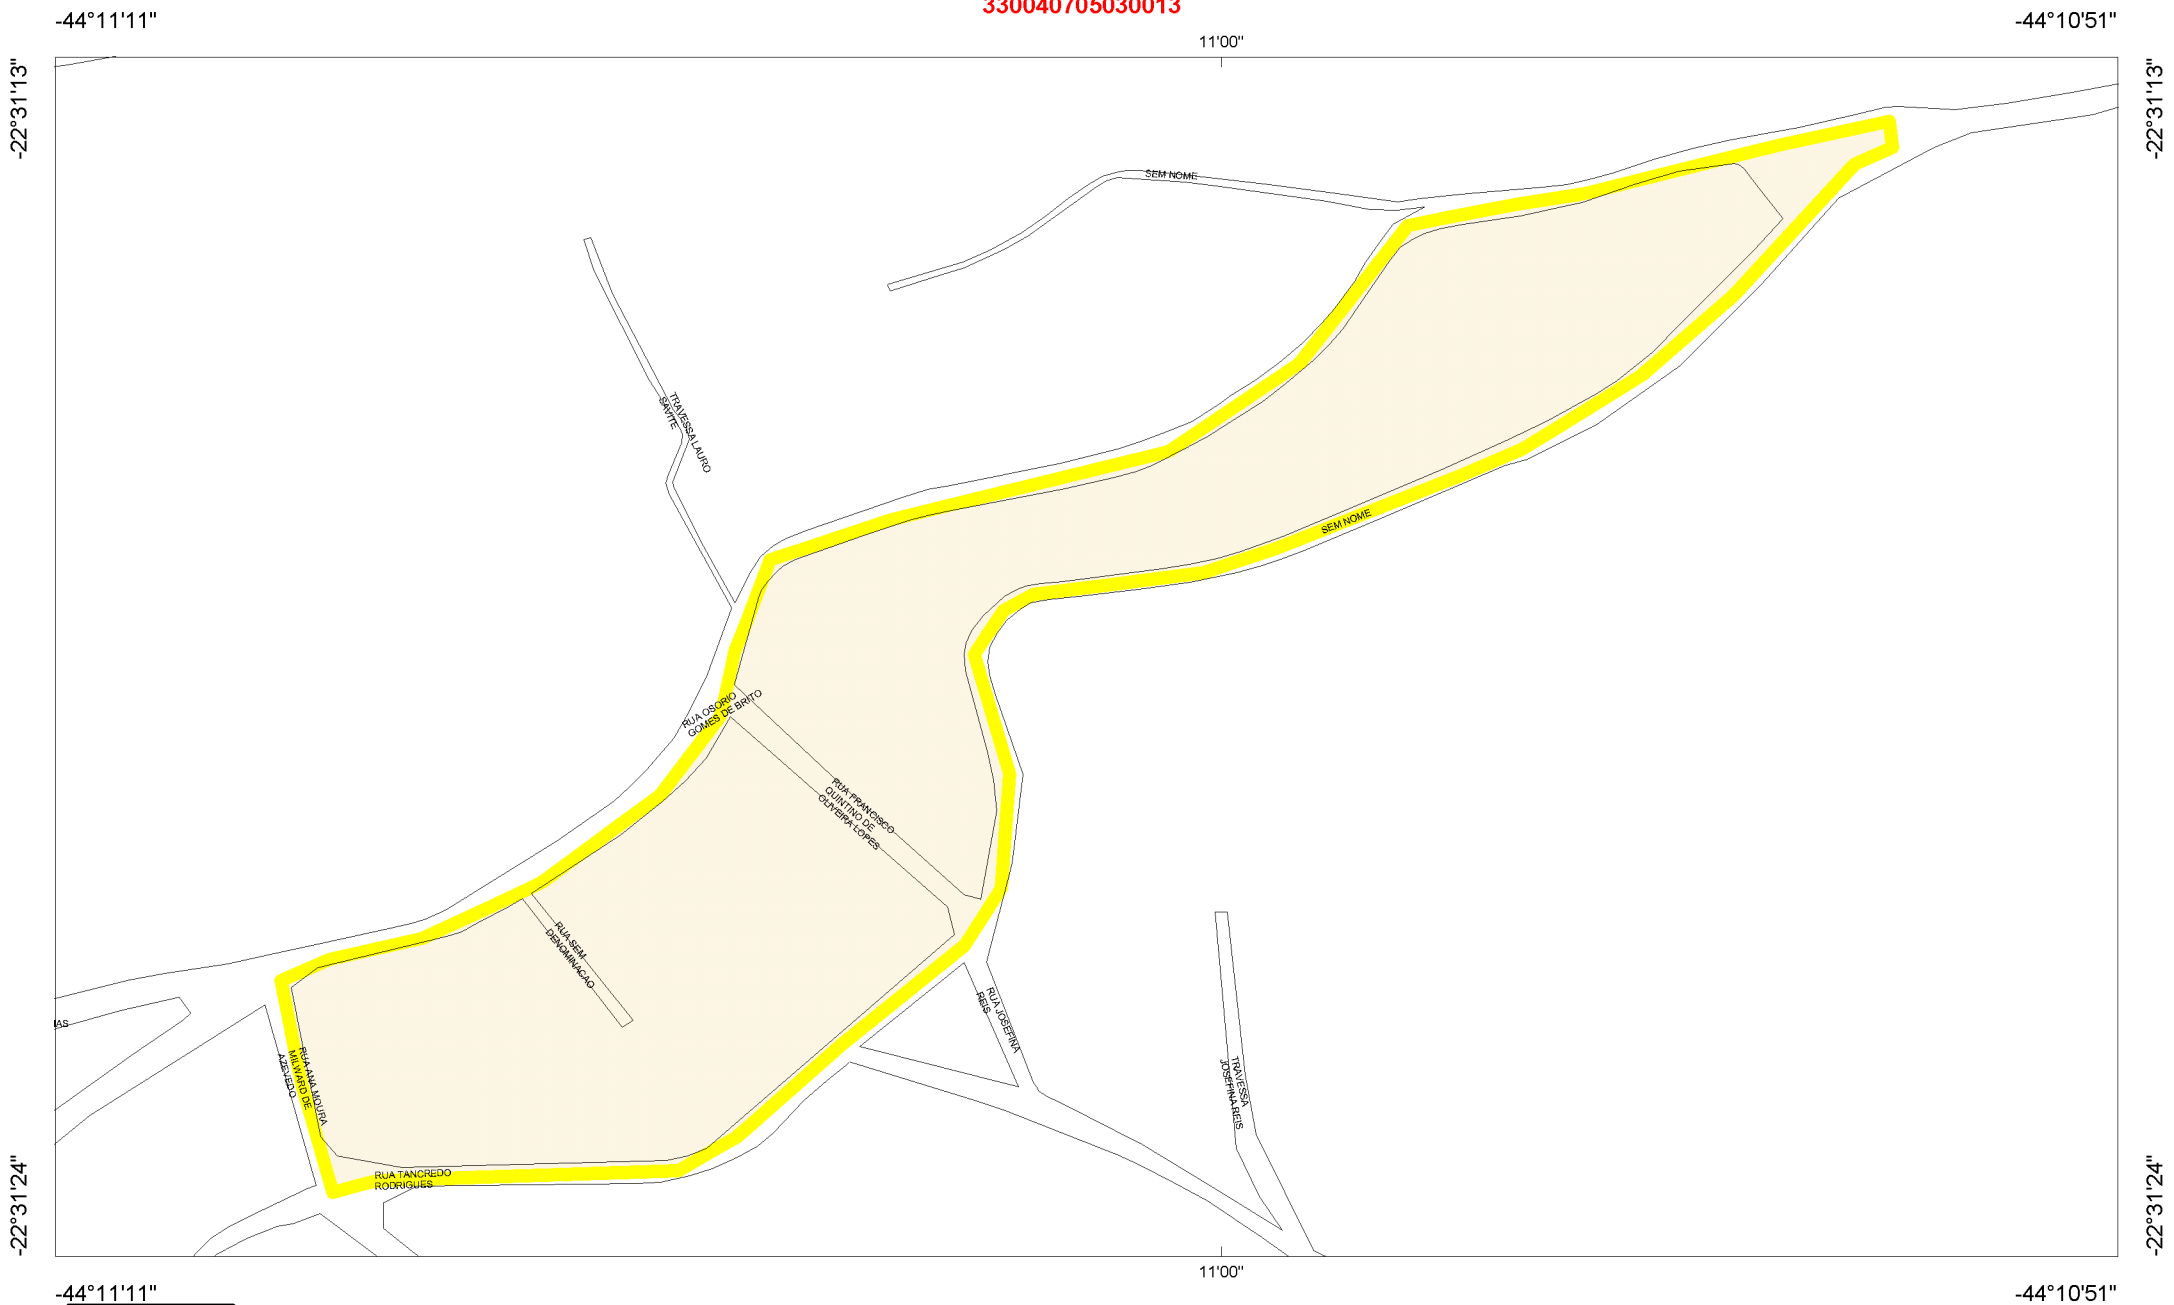 330040705030013
-44°11'11"
-44°10'51"
11'00"
-22°31'13"
-22°31'13"
SEM NOME
TRAVESSA LAURO
SAVITE
SEM NOME
RUA OSORIO
GOMES DE BRITO
RUA FRANCISCO
QUINTINO DE
OLIVEIRA LOPES
RUA SEM
DENOMINACAO
IAS
RUA JOSEFINA
REIS
RUA ANA MOURA
MILWARD DE
AZEVEDO
TRAVESSA
JOSEFINA REIS
RUA TANCREDO
RODRIGUES
-22°31'24"
-22°31'24"
11'00"
-44°11'11"
-44°10'51"